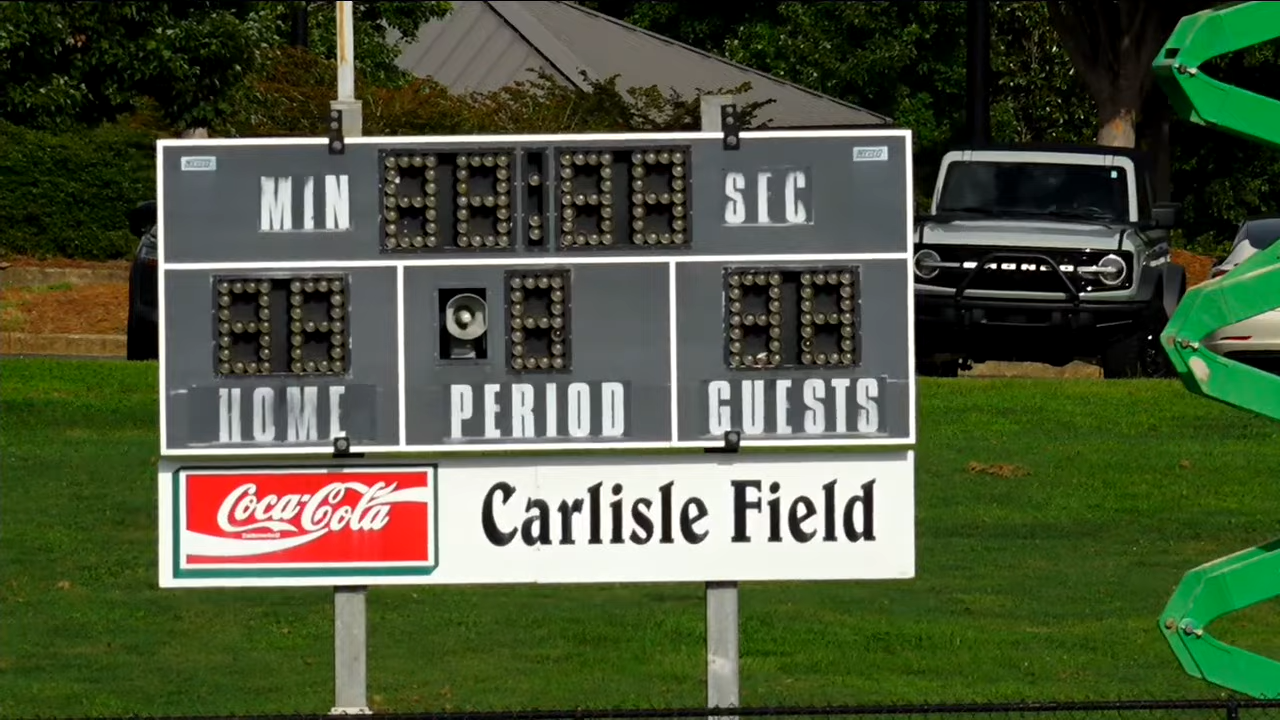 MIN SEC
HOME PERIOD GUESTS
Coca-Cola
Carlisle Field
BRONCO